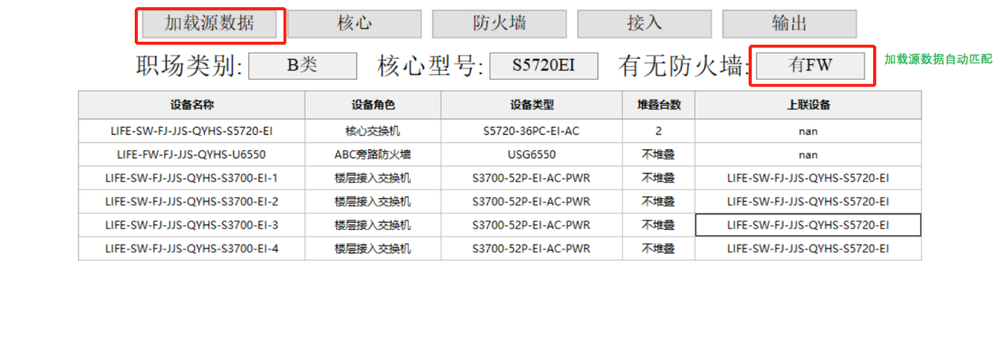 加载源数据 核心 防火墙 接入 输出
职场类别: B类 核心型号: S5720EI 有无防火墙: 有FW 加载源数据自动匹配
设备名称 设备角色 设备类型 堆叠台数 上联设备
LIFE-SW-FJ-JJS-QYHS-S5720-EI 核心交换机 S5720-36PC-EI-AC 2 nan
LIFE-FW-FJ-JJS-QYHS-U6550 ABC旁路防火墙 USG6550 不堆叠 nan
LIFE-SW-FJ-JJS-QYHS-S3700-EI-1 楼层接入交换机 S3700-52P-EI-AC-PWR 不堆叠 LIFE-SW-FJ-JJS-QYHS-S5720-EI
LIFE-SW-FJ-JJS-QYHS-S3700-EI-2 楼层接入交换机 S3700-52P-EI-AC-PWR 不堆叠 LIFE-SW-FJ-JJS-QYHS-S5720-EI
LIFE-SW-FJ-JJS-QYHS-S3700-EI-3 楼层接入交换机 S3700-52P-EI-AC-PWR 不堆叠 LIFE-SW-FJ-JJS-QYHS-S5720-EI
LIFE-SW-FJ-JJS-QYHS-S3700-EI-4 楼层接入交换机 S3700-52P-EI-AC-PWR 不堆叠 LIFE-SW-FJ-JJS-QYHS-S5720-EI